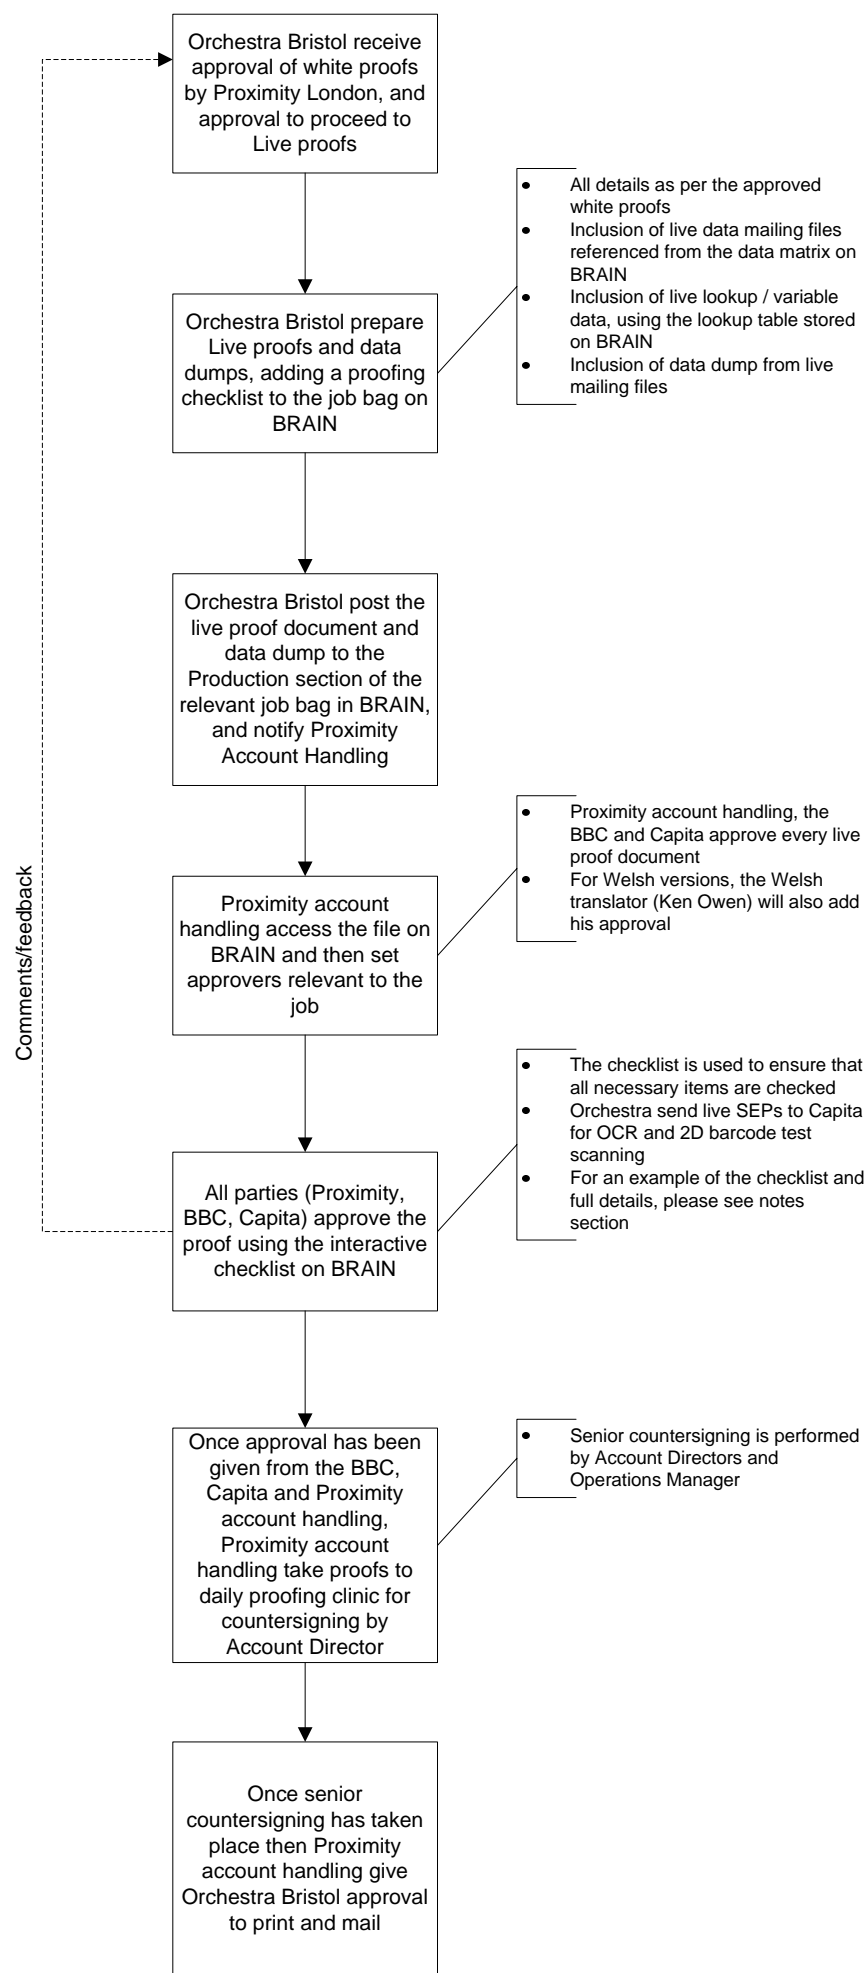 Orchestra Bristol receive
approval of white proofs
by Proximity London, and
approval to proceed to
Live proofs
• All details as per the approved
white proofs
• Inclusion of live data mailing files
referenced from the data matrix on
BRAIN
• Inclusion of live lookup / variable
data, using the lookup table stored
on BRAIN
• Inclusion of data dump from live
mailing files
Orchestra Bristol prepare
Live proofs and data
dumps, adding a proofing
checklist to the job bag on
BRAIN
Orchestra Bristol post the
live proof document and
data dump to the
Production section of the
relevant job bag in BRAIN,
and notify Proximity
Account Handling
• Proximity account handling, the
BBC and Capita approve every live
proof document
• For Welsh versions, the Welsh
translator (Ken Owen) will also add
his approval
Proximity account
handling access the file on
BRAIN and then set
approvers relevant to the
job
Comments/feedback
• The checklist is used to ensure that
all necessary items are checked
• Orchestra send live SEPs to Capita
for OCR and 2D barcode test
scanning
• For an example of the checklist and
full details, please see notes
section
All parties (Proximity,
BBC, Capita) approve the
proof using the interactive
checklist on BRAIN
• Senior countersigning is performed
by Account Directors and
Operations Manager
Once approval has been
given from the BBC,
Capita and Proximity
account handling,
Proximity account
handling take proofs to
daily proofing clinic for
countersigning by
Account Director
Once senior
countersigning has taken
place then Proximity
account handling give
Orchestra Bristol approval
to print and mail